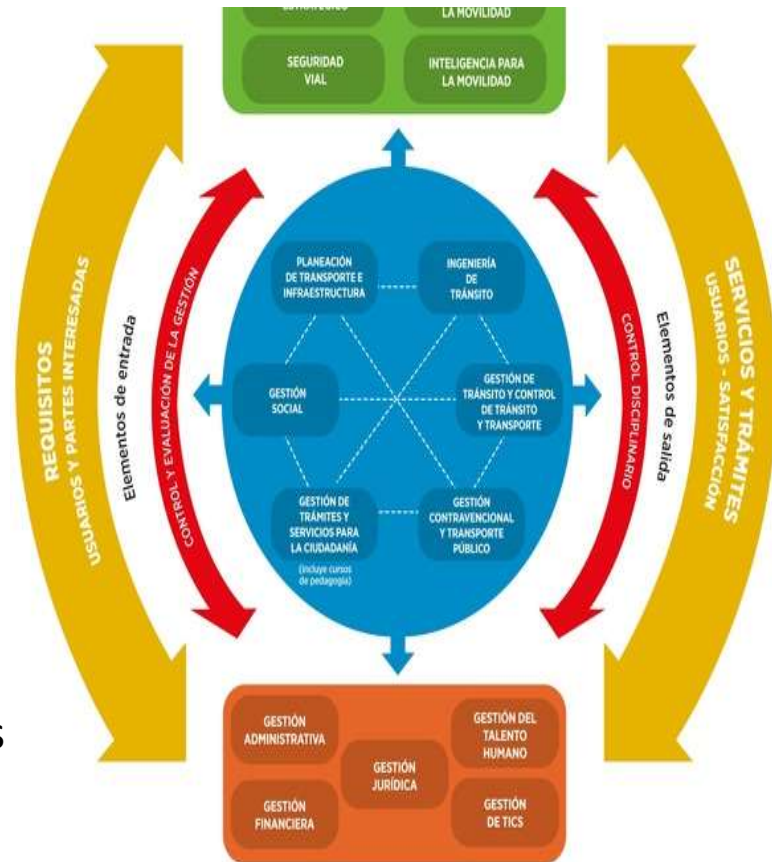 LA MOVILIDAD
SEGURIDAD
VIAL
INTELIGENCIA PARA
LA MOVILIDAD
REQUISITOS
USUARIOS Y PARTES INTERESADAS
Elementos de entrada
CONTROL Y EVALUACIÓN DE LA GESTIÓN
PLANEACIÓN
DE TRANSPORTE E
INFRAESTRUCTURA
INGENIERÍA
DE
TRÁNSITO
GESTIÓN
SOCIAL
GESTIÓN DE
TRÁNSITO Y CONTROL
DE TRÁNSITO
Y TRANSPORTE
GESTIÓN DE
TRÁMITES Y
SERVICIOS PARA
LA CIUDADANÍA
(incluye cursos
de pedagogía)
GESTIÓN
CONTRAVENCIONAL
Y TRANSPORTE
PÚBLICO
CONTROL DISCIPLINARIO
Elementos de salida
SERVICIOS Y TRÁMITES
USUARIOS - SATISFACCIÓN
s
GESTIÓN
ADMINISTRATIVA
GESTIÓN
FINANCIERA
GESTIÓN
JURÍDICA
GESTIÓN DEL
TALENTO
HUMANO
GESTIÓN
DE TICS